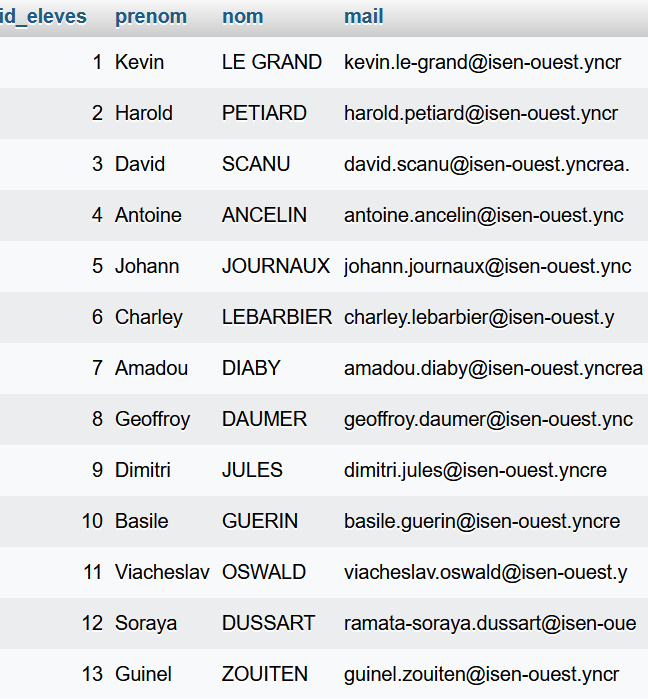 id_eleves prenom nom mail
1 Kevin LE GRAND kevin.le-grand@isen-ouest.yncr
2 Harold PETIARD harold.petiard@isen-ouest.yncr
3 David SCANU david.scanu@isen-ouest.yncrea.
4 Antoine ANCELIN antoine.ancelin@isen-ouest.ync
5 Johann JOURNAUX johann.journaux@isen-ouest.ync
6 Charley LEBARBIER charley.lebarbier@isen-ouest.y
7 Amadou DIABY amadou.diaby@isen-ouest.yncrea
8 Geoffroy DAUMER geoffroy.daumer@isen-ouest.ync
9 Dimitri JULES dimitri.jules@isen-ouest.yncre
10 Basile GUERIN basile.guerin@isen-ouest.yncre
11 Viacheslav OSWALD viacheslav.oswald@isen-ouest.y
12 Soraya DUSSART ramata-soraya.dussart@isen-oue
13 Guinel ZOUITEN guinel.zouiten@isen-ouest.yncr